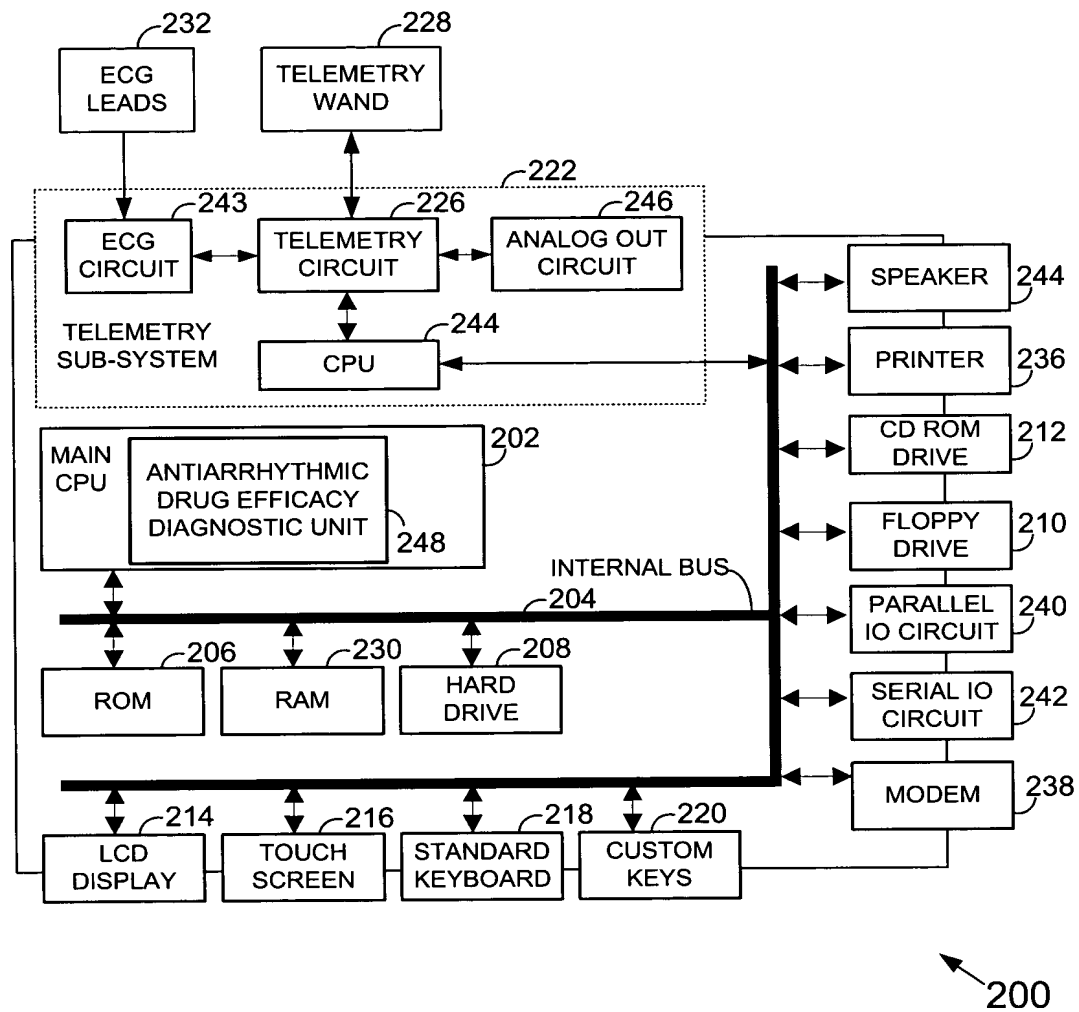 232
ECG
LEADS
228
TELEMETRY
WAND
222
243
ECG
CIRCUIT
226
TELEMETRY
CIRCUIT
246
ANALOG OUT
CIRCUIT
TELEMETRY
SUB-SYSTEM
244
CPU
SPEAKER
244
PRINTER
236
CD ROM
DRIVE
212
FLOPPY
DRIVE
210
PARALLEL
IO CIRCUIT
240
SERIAL IO
CIRCUIT
242
MODEM
238
MAIN
CPU
202
ANTIARRHYTHMIC
DRUG EFFICACY
DIAGNOSTIC UNIT
248
INTERNAL BUS
204
206
ROM
230
RAM
208
HARD
DRIVE
214
LCD
DISPLAY
216
TOUCH
SCREEN
218
STANDARD
KEYBOARD
220
CUSTOM
KEYS
200